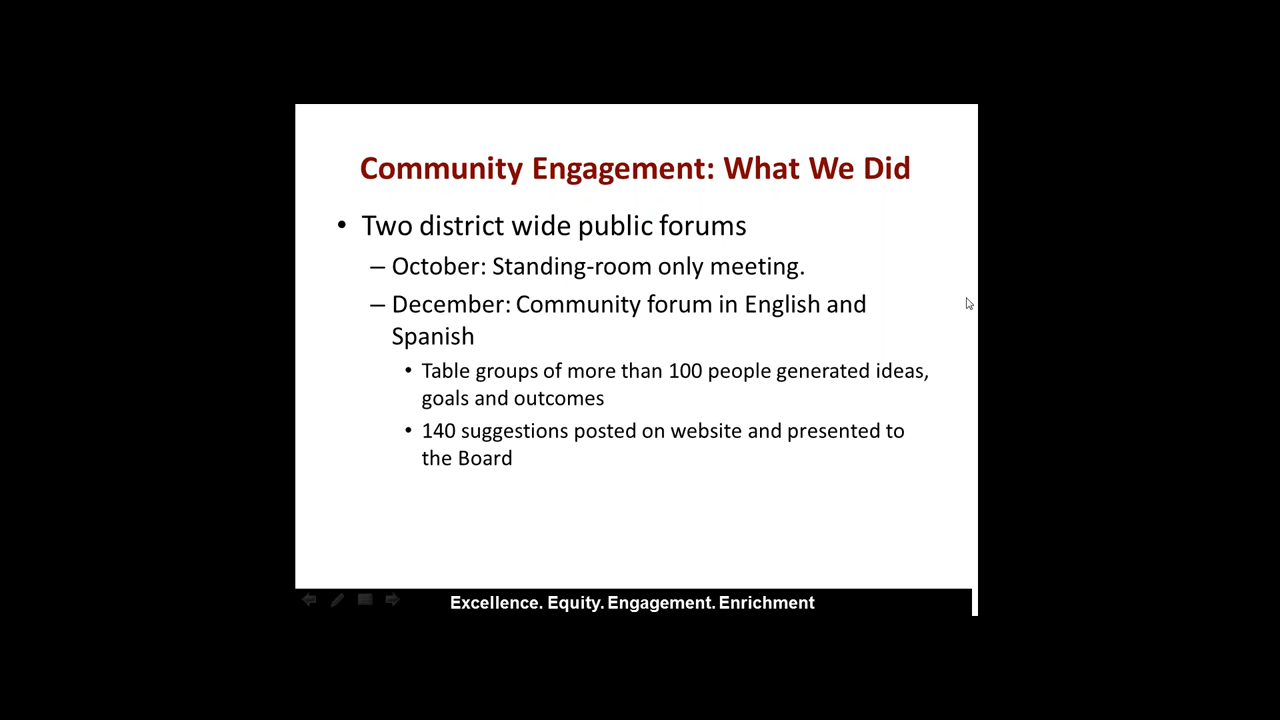 Community Engagement: What We Did
• Two district wide public forums
– October: Standing-room only meeting.
– December: Community forum in English and
Spanish
• Table groups of more than 100 people generated ideas,
goals and outcomes
• 140 suggestions posted on website and presented to
the Board
Excellence. Equity. Engagement. Enrichment